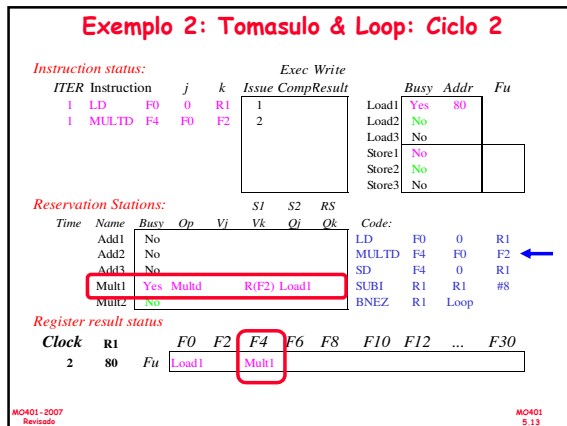 Exemplo 2: Tomasulo & Loop: Ciclo 2
Instruction status: Exec Write
ITER Instruction j k Issue CompResult Busy Addr Fu
1 LD F0 0 R1 1 Load1 Yes 80
1 MULTD F4 F0 F2 2 Load2 No
Load3 No
Store1 No
Store2 No
Store3 No
Reservation Stations: S1 S2 RS
Time Name Busy Op Vj Vk Qj Qk Code:
Add1 No LD F0 0 R1
Add2 No MULTD F4 F0 F2
Add3 No SD F4 0 R1
Mult1 Yes Multd R(F2) Load1 SUBI R1 R1 #8
Mult2 No BNEZ R1 Loop
Register result status
Clock R1 F0 F2 F4 F6 F8 F10 F12 ... F30
2 80 Fu Load1 Mult1
MO401-2007 MO401
Revisado 5.13